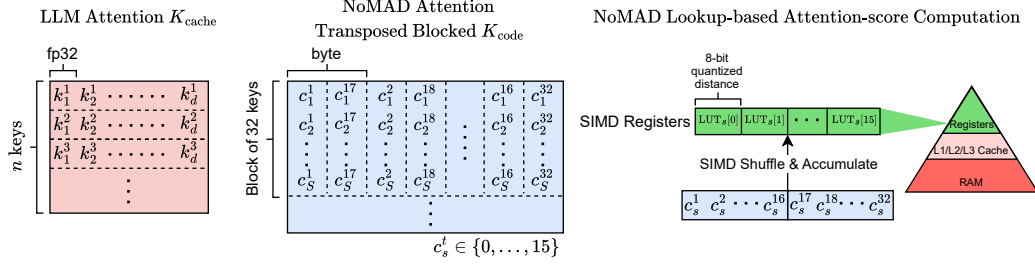 LLM Attention K_cache
fp32
n keys
k_1^1 k_2^1 · · · · · · k_d^1
k_1^2 k_2^2 · · · · · · k_d^2
k_1^3 k_2^3 · · · · · · k_d^3
NoMAD Attention
Transposed Blocked K_code
byte
Block of 32 keys
c_1^1 c_1^17 c_1^2 c_1^18 c_1^16 c_1^32
c_2^1 c_2^17 c_2^2 c_2^18 c_2^16 c_2^32
c_S^1 c_S^17 c_S^2 c_S^18 c_S^16 c_S^32
c_s^t ∈ {0, . . . , 15}
NoMAD Lookup-based Attention-score Computation
8-bit
quantized
distance
SIMD Registers
LUT_s[0] LUT_s[1] · · · LUT_s[15]
SIMD Shuffle & Accumulate
c_s^1 c_s^2 · · · c_s^16 c_s^17 c_s^18 · · · c_s^32
Registers
L1/L2/L3 Cache
RAM